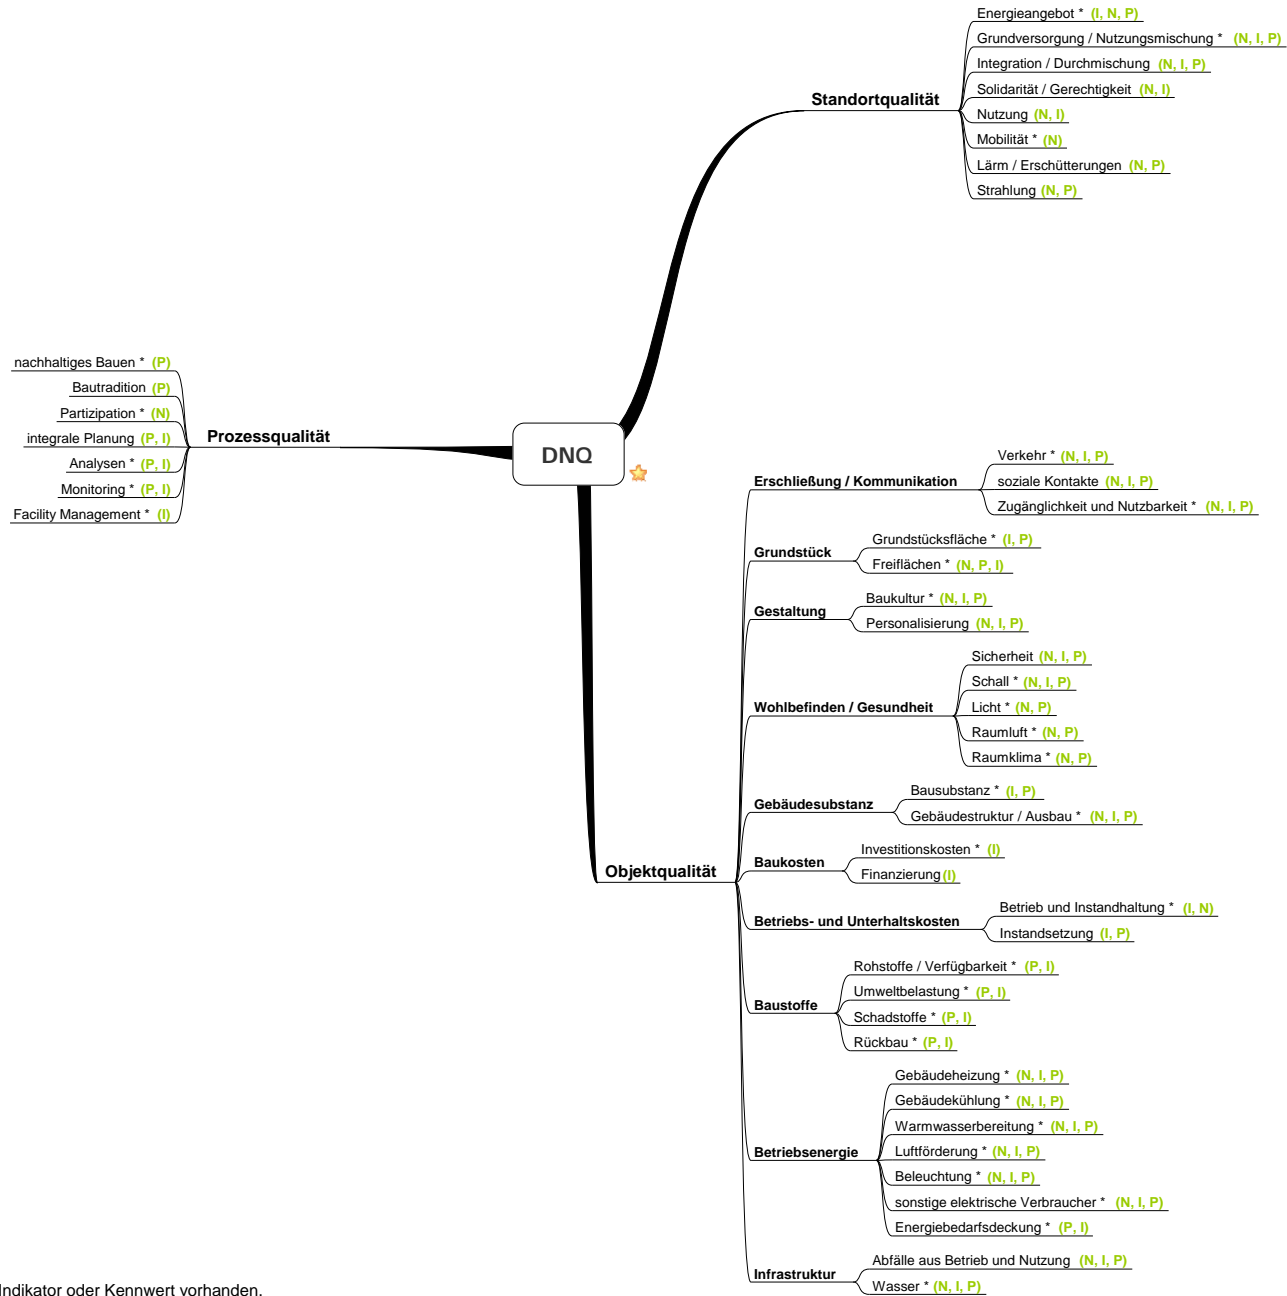 Energieangebot * (I, N, P)
Grundversorgung / Nutzungsmischung * (N, I, P)
Integration / Durchmischung (N, I, P)
Standortqualität
Solidarität / Gerechtigkeit (N, I)
Nutzung (N, I)
Mobilität * (N)
Lärm / Erschütterungen (N, P)
Strahlung (N, P)
nachhaltiges Bauen * (P)
Bautradition (P)
Partizipation * (N)
integrale Planung (P, I)
Prozessqualität
Analysen * (P, I)
Monitoring * (P, I)
Facility Management * (I)
DNQ
Erschließung / Kommunikation
Verkehr * (N, I, P)
soziale Kontakte (N, I, P)
Zugänglichkeit und Nutzbarkeit * (N, I, P)
Grundstück
Grundstücksfläche * (I, P)
Freiflächen * (N, P, I)
Gestaltung
Baukultur * (N, I, P)
Personalisierung (N, I, P)
Wohlbefinden / Gesundheit
Sicherheit (N, I, P)
Schall * (N, I, P)
Licht * (N, P)
Raumluft * (N, P)
Raumklima * (N, P)
Gebäudesubstanz
Bausubstanz * (I, P)
Gebäudestruktur / Ausbau * (N, I, P)
Objektqualität
Baukosten
Investitionskosten * (I)
Finanzierung (I)
Betriebs- und Unterhaltskosten
Betrieb und Instandhaltung * (I, N)
Instandsetzung (I, P)
Baustoffe
Rohstoffe / Verfügbarkeit * (P, I)
Umweltbelastung * (P, I)
Schadstoffe * (P, I)
Rückbau * (P, I)
Betriebsenergie
Gebäudeheizung * (N, I, P)
Gebäudekühlung * (N, I, P)
Warmwasserbereitung * (N, I, P)
Luftförderung * (N, I, P)
Beleuchtung * (N, I, P)
sonstige elektrische Verbraucher * (N, I, P)
Energiebedarfsdeckung * (P, I)
Infrastruktur
Abfälle aus Betrieb und Nutzung (N, I, P)
Wasser * (N, I, P)
Indikator oder Kennwert vorhanden.